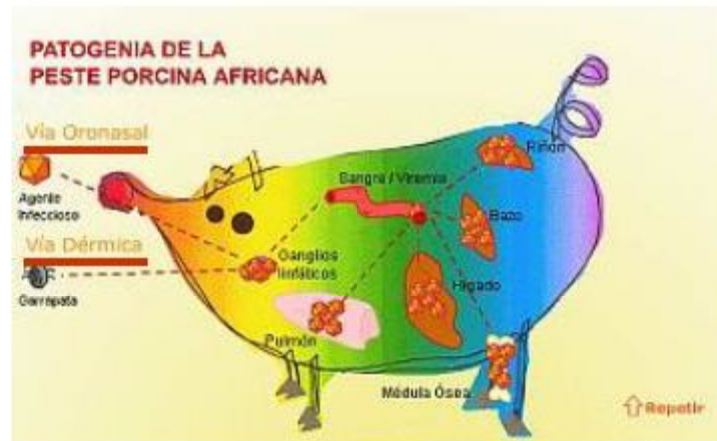 PATOGENIA DE LA
PESTE PORCINA AFRICANA
Vía Oronasal
Agente
Infeccioso
Vía Dérmica
Garrapata
Ganglios
linfáticos
Sangre / Viremia
Riñón
Bazo
Hígado
Pulmón
Médula Ósea
Repetir